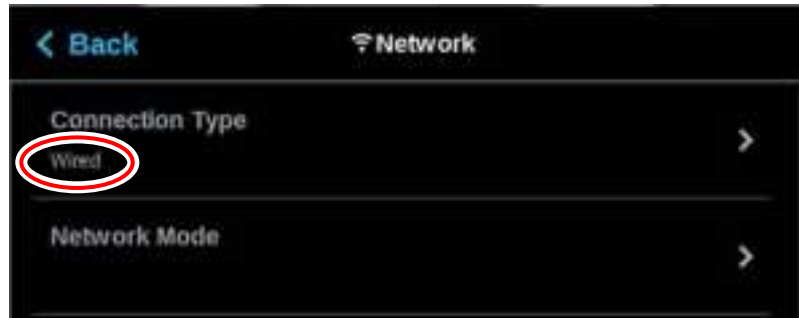 Back
Network
Connection Type
Wired
Network Mode